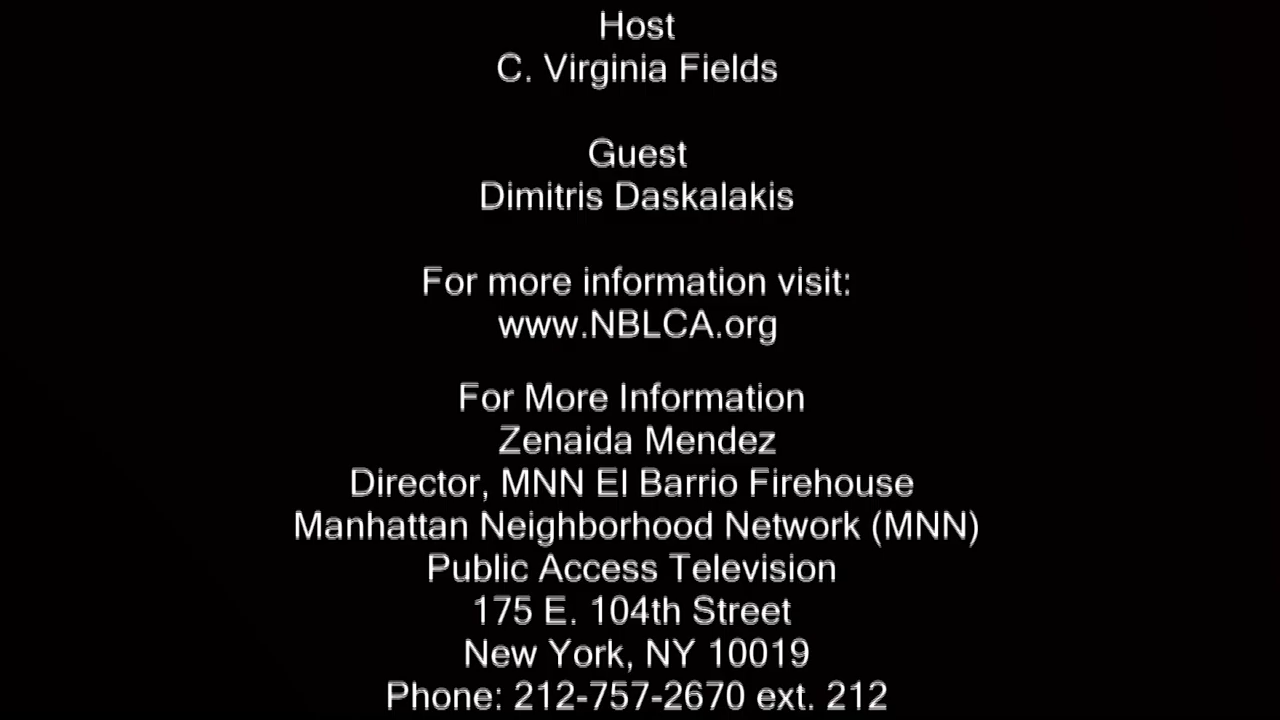 Host
C. Virginia Fields
Guest
Dimitris Daskalakis
For more information visit:
www.NBLCA.org
For More Information
Zenaida Mendez
Director, MNN El Barrio Firehouse
Manhattan Neighborhood Network (MNN)
Public Access Television
175 E. 104th Street
New York, NY 10019
Phone: 212-757-2670 ext. 212